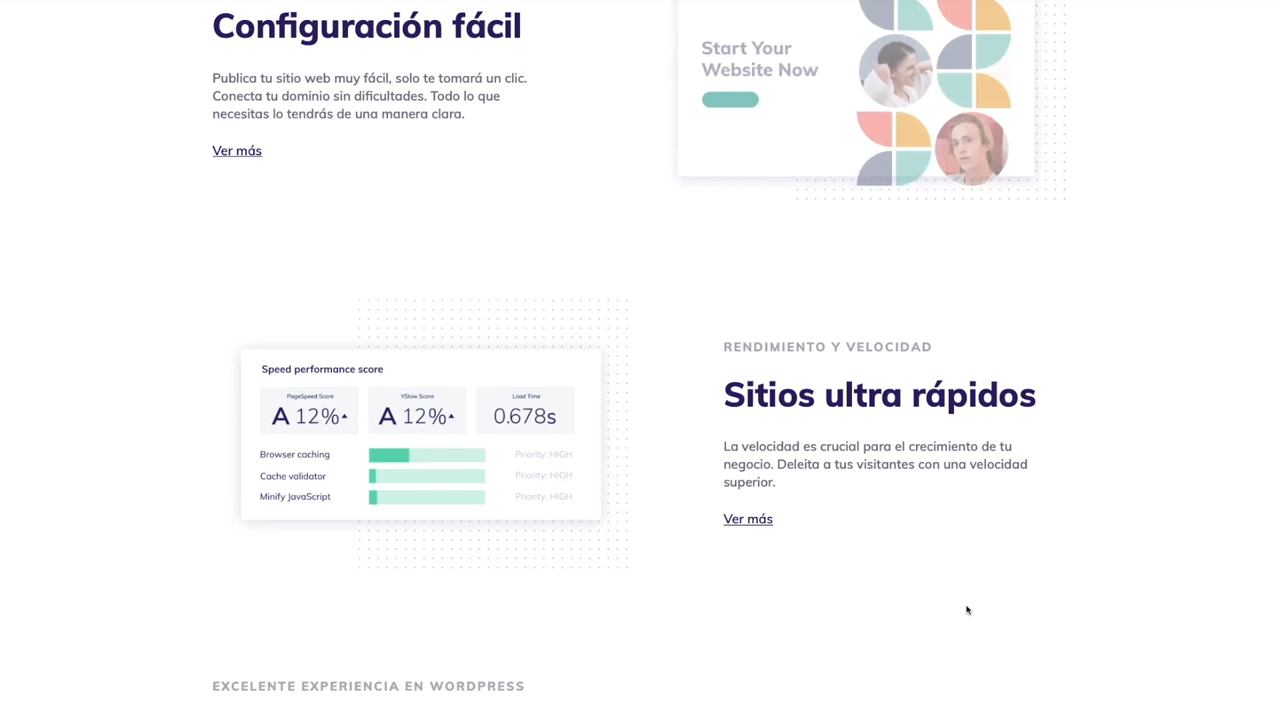 Configuración fácil
Publica tu sitio web muy fácil, solo te tomará un clic.
Conecta tu dominio sin dificultades. Todo lo que
necesitas lo tendrás de una manera clara.
Ver más
Start Your
Website Now
Speed performance score
PageSpeed Score
A 12%
YSlow Score
A 12%
Load Time
0.678s
Browser caching
Priority: HIGH
Cache validator
Priority: HIGH
Minify JavaScript
Priority: HIGH
RENDIMIENTO Y VELOCIDAD
Sitios ultra rápidos
La velocidad es crucial para el crecimiento de tu
negocio. Deleita a tus visitantes con una velocidad
superior.
Ver más
EXCELENTE EXPERIENCIA EN WORDPRESS